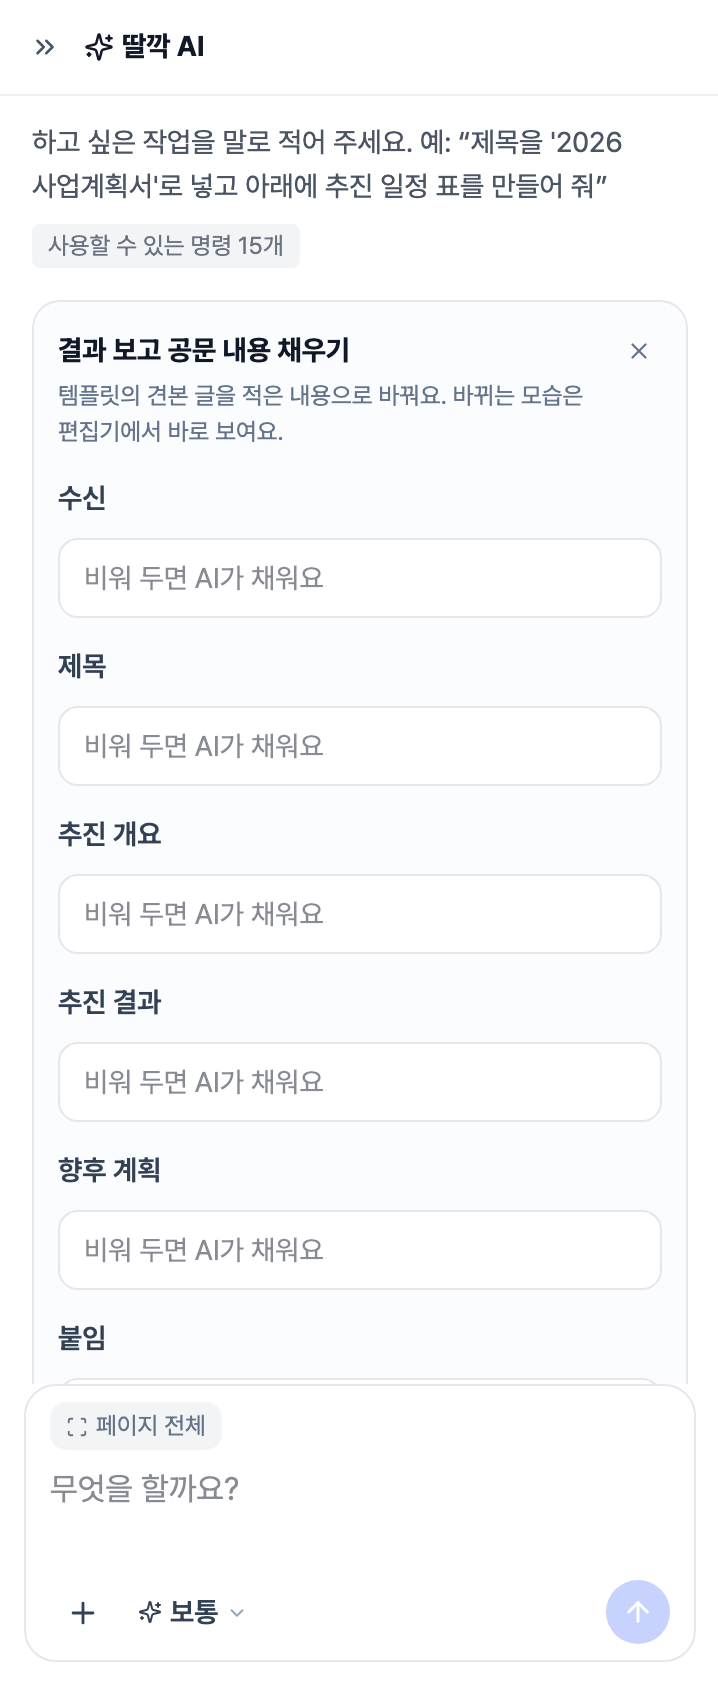 딸깍 AI
하고 싶은 작업을 말로 적어 주세요. 예: “제목을 '2026
사업계획서'로 넣고 아래에 추진 일정 표를 만들어 줘”
사용할 수 있는 명령 15개
결과 보고 공문 내용 채우기
템플릿의 견본 글을 적은 내용으로 바꿔요. 바뀌는 모습은
편집기에서 바로 보여요.
수신
비워 두면 AI가 채워요
제목
비워 두면 AI가 채워요
추진 개요
비워 두면 AI가 채워요
추진 결과
비워 두면 AI가 채워요
향후 계획
비워 두면 AI가 채워요
붙임
페이지 전체
무엇을 할까요?
보통